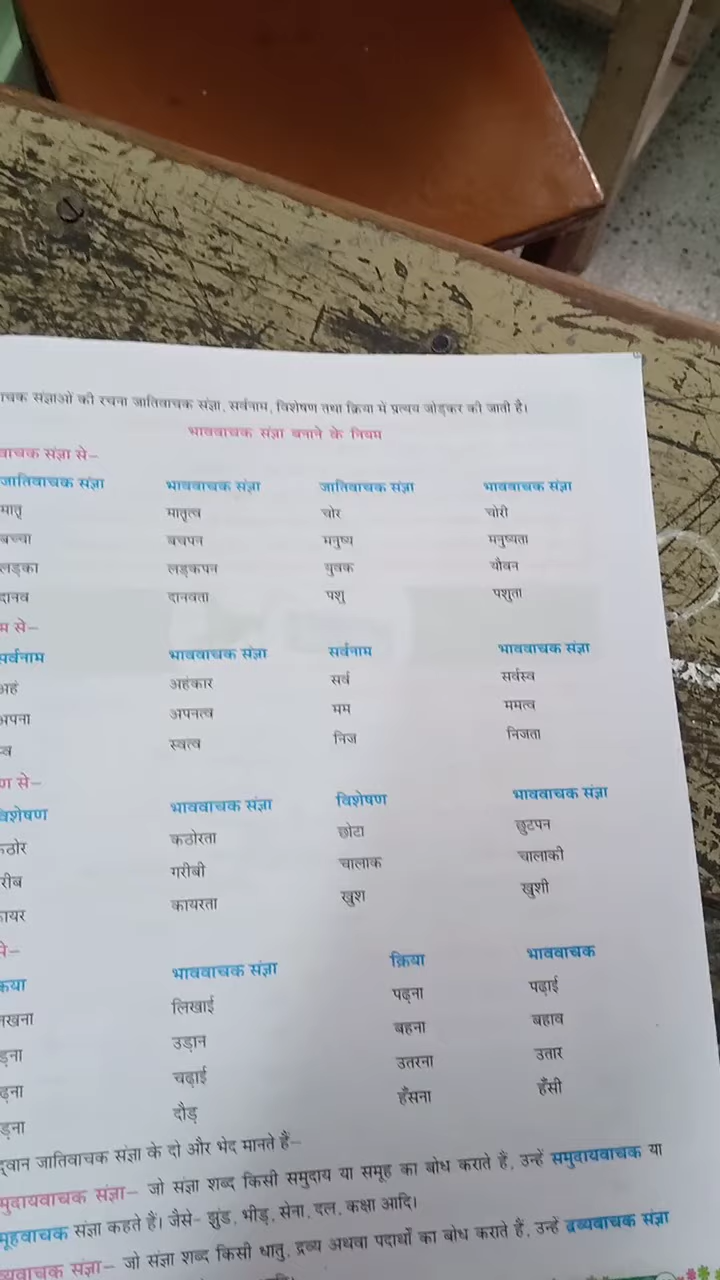 वाचक संज्ञाओं की रचना जातिवाचक संज्ञा, सर्वनाम, विशेषण तथा क्रिया में प्रत्यय जोड़कर की जाती है।
भाववाचक संज्ञा बनाने के नियम
वाचक संज्ञा से–
जातिवाचक संज्ञा भाववाचक संज्ञा जातिवाचक संज्ञा भाववाचक संज्ञा
मातृ मातृत्व चोर चोरी
बच्चा बचपन मनुष्य मनुष्यता
लड़का लड़कपन युवक यौवन
दानव दानवता पशु पशुता
म से–
सर्वनाम भाववाचक संज्ञा सर्वनाम भाववाचक संज्ञा
अहं अहंकार सर्व सर्वस्व
अपना अपनत्व मम ममत्व
स्व स्वत्व निज निजता
ण से–
विशेषण भाववाचक संज्ञा विशेषण भाववाचक संज्ञा
कठोर कठोरता छोटा छुटपन
रीब गरीबी चालाक चालाकी
कायर कायरता खुश खुशी
से–
क्रिया भाववाचक संज्ञा क्रिया भाववाचक
लिखना लिखाई पढ़ना पढ़ाई
ड़ना उड़ान बहना बहाव
ढ़ना चढ़ाई उतरना उतार
ड़ना दौड़ हँसना हँसी
द्वान जातिवाचक संज्ञा के दो और भेद मानते हैं–
मुदायवाचक संज्ञा– जो संज्ञा शब्द किसी समुदाय या समूह का बोध कराते हैं, उन्हें समुदायवाचक या
मूहवाचक संज्ञा कहते हैं। जैसे– झुंड, भीड़, सेना, दल, कक्षा आदि।
व्यवाचक संज्ञा– जो संज्ञा शब्द किसी धातु, द्रव्य अथवा पदार्थों का बोध कराते हैं, उन्हें द्रव्यवाचक संज्ञा